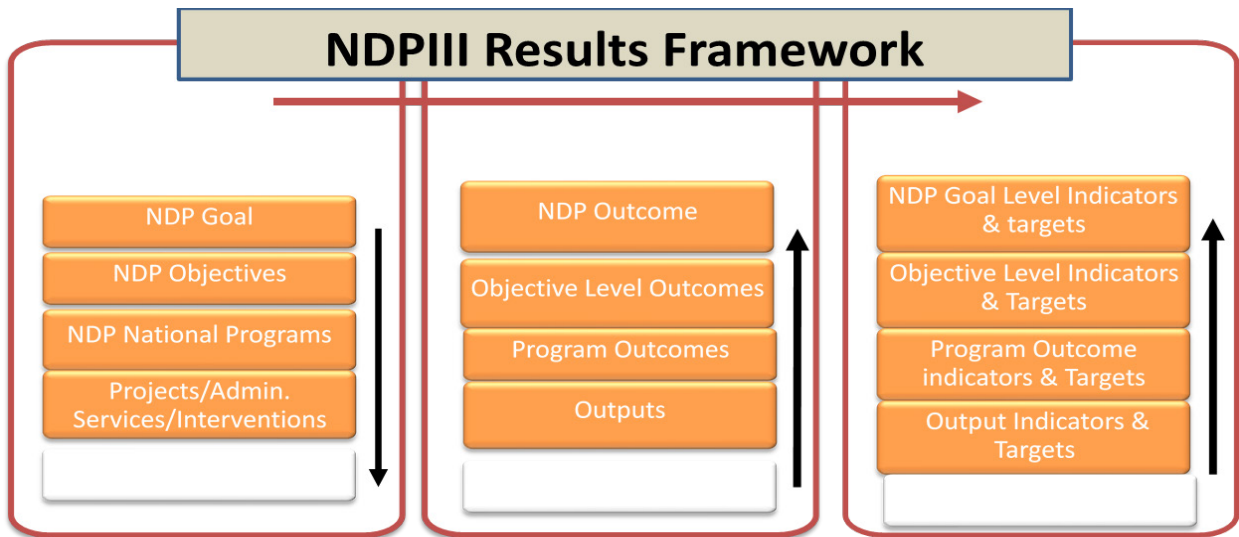 NDPIII Results Framework
NDP Goal
NDP Objectives
NDP National Programs
Projects/Admin.
Services/Interventions
NDP Outcome
Objective Level Outcomes
Program Outcomes
Outputs
NDP Goal Level Indicators
& targets
Objective Level Indicators
& Targets
Program Outcome
indicators & Targets
Output Indicators &
Targets